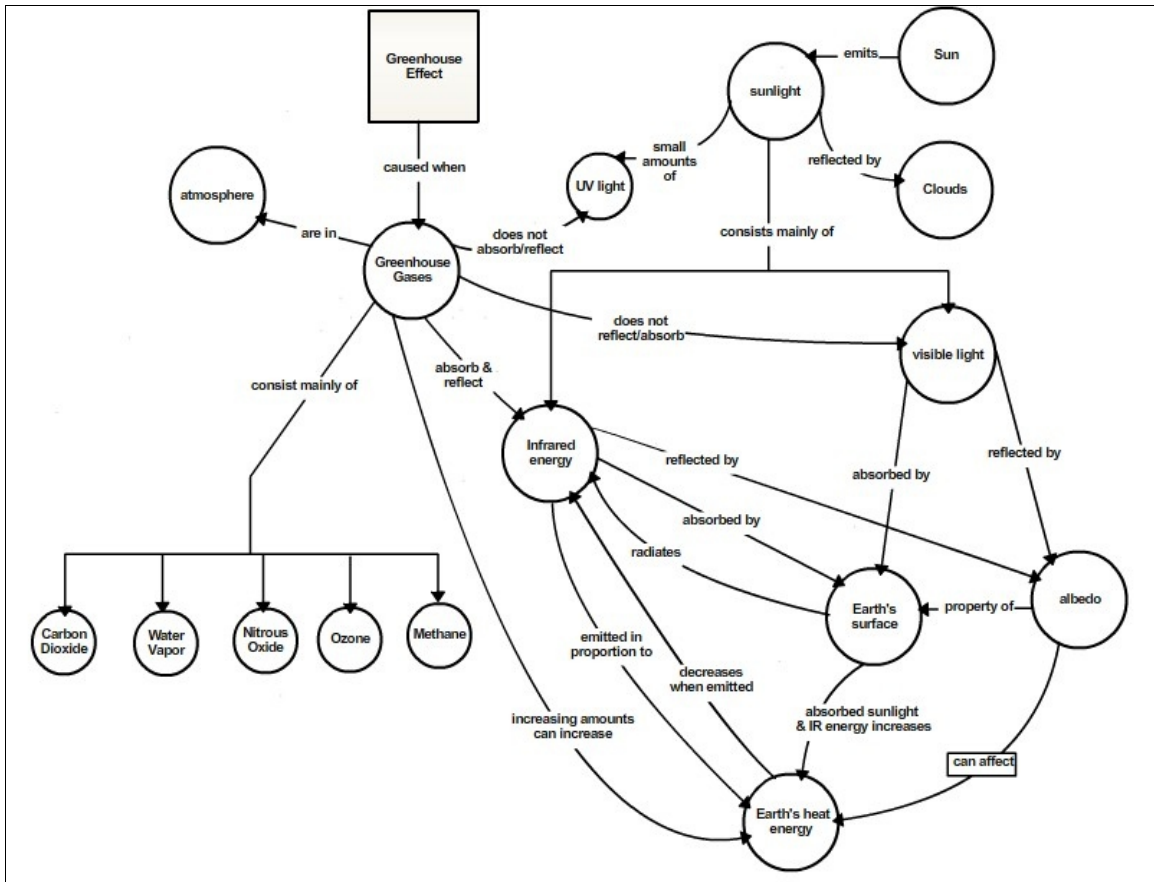 Greenhouse
Effect
emits
Sun
sunlight
small
amounts
of
reflected by
caused when
UV light
Clouds
atmosphere
are in
does not
absorb/reflect
consists mainly of
Greenhouse
Gases
does not
reflect/absorb
visible light
absorb &
reflect
consist mainly of
Infrared
energy
reflected by
reflected by
absorbed by
absorbed by
radiates
Earth's
surface
property of
albedo
Carbon
Dioxide
Water
Vapor
Nitrous
Oxide
Ozone
Methane
emitted in
proportion to
decreases
when emitted
increasing amounts
can increase
absorbed sunlight
& IR energy increases
can affect
Earth's heat
energy